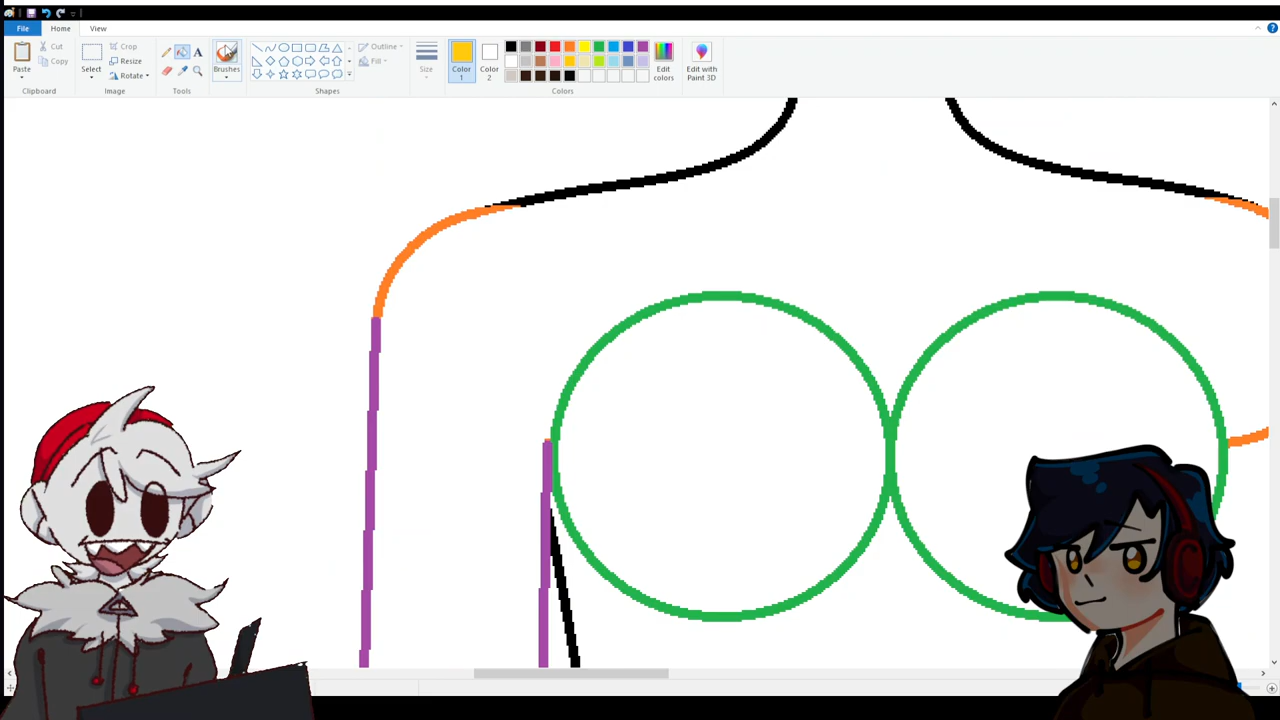 File Home View
Paste Cut Copy
Select Crop Resize Rotate
A
Brushes
Outline Fill
Size
Color 1 Color 2
Edit colors
Edit with Paint 3D
Clipboard Image Tools Shapes Colors